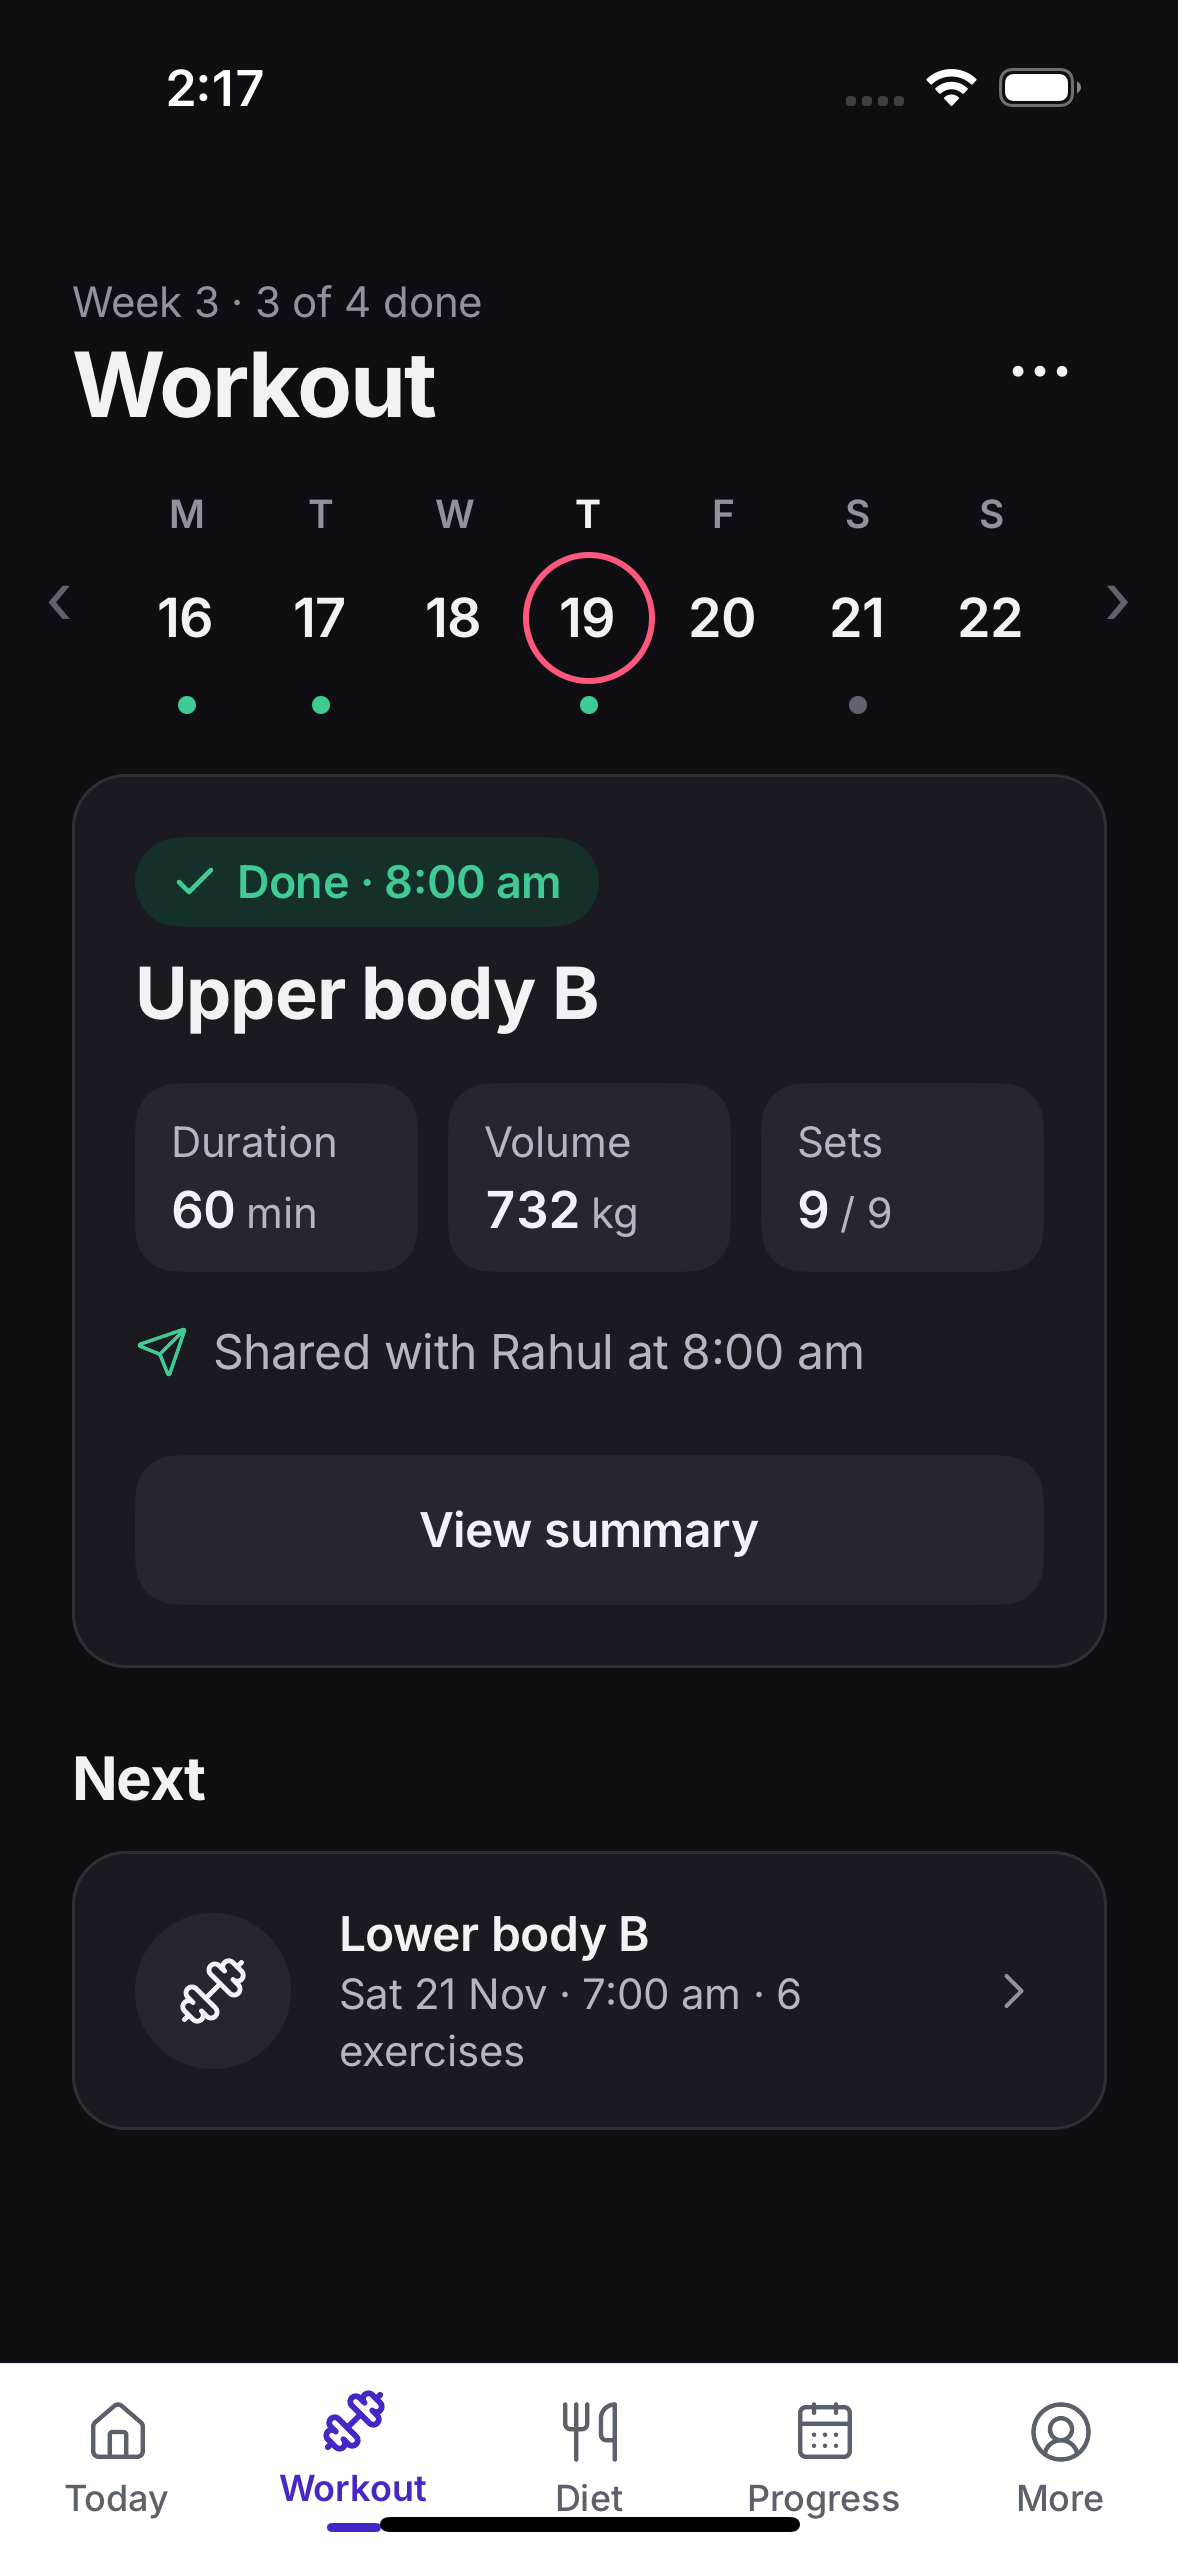 2:17
Week 3 · 3 of 4 done
Workout
M T W T F S S
16 17 18 19 20 21 22
Done · 8:00 am
Upper body B
Duration Volume Sets
60 min 732 kg 9 / 9
Shared with Rahul at 8:00 am
View summary
Next
Lower body B
Sat 21 Nov · 7:00 am · 6
exercises
Today Workout Diet Progress More